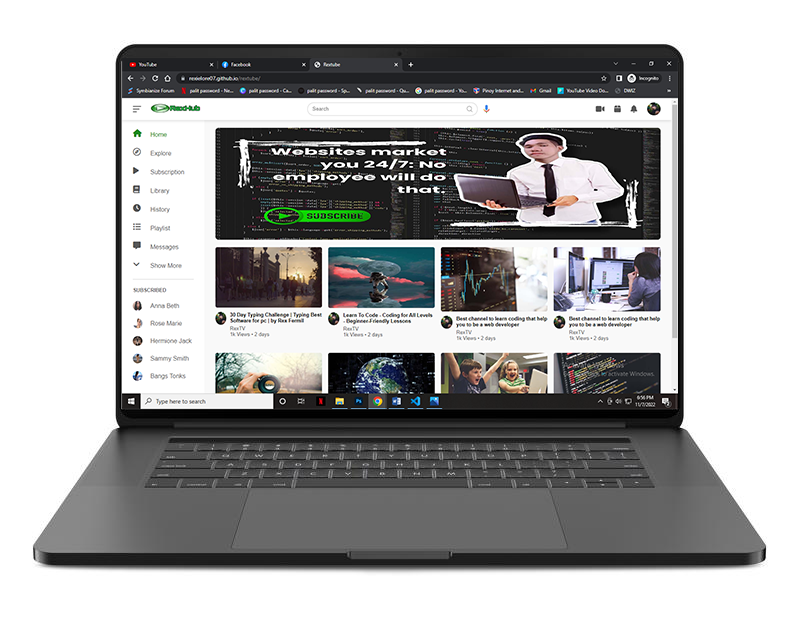 YouTube
Facebook
Rextube
rexielore07.github.io/rextube/
Incognito
Symbianize Forum
palit password - Ne...
palit password - Ca...
palit password - Sp...
palit password - Qu...
palit password - Yo...
Pinoy Internet and...
Gmail
YouTube Video Do...
DWIZ
RexHub
Search
Home
Explore
Subscription
Library
History
Playlist
Messages
Show More
SUBSCRIBED
Anna Beth
Rose Marie
Hermione Jack
Sammy Smith
Bangs Tonks
Websites market
you 24/7: No
employee will do
that.
SUBSCRIBE
30 Day Typing Challenge | Typing Best
Software for pc | by Rex Fermil
RexTV
1k Views • 2 days
Learn To Code - Coding for All Levels
- Beginner-Friendly Lessons
RexTV
1k Views • 2 days
Best channel to learn coding that help
you to be a web developer
RexTV
1k Views • 2 days
Best channel to learn coding that help
you to be a web developer
RexTV
1k Views • 2 days
Activate Windows
to activate Windows.
Type here to search
8:56 PM
11/7/2022